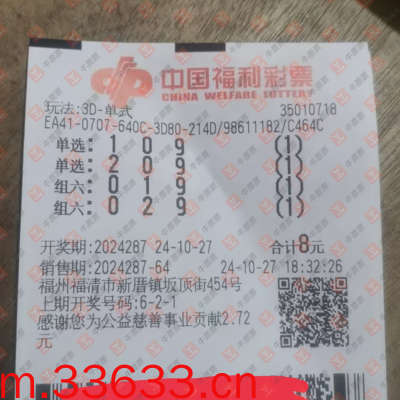 中国福利彩票
CHINA WELFARE LOTTERY
玩法:3D-单式 35010718
EA41-0707-640C-3D80-214D/98611182/C464C
单选: 1 0 9 (1)
单选: 2 0 9 (1)
组六: 0 1 9 (1)
组六: 0 2 9 (1)
开奖期:2024287 24-10-27 合计8元
销售期:2024287-64 24-10-27 18:32:26
福州福清市新厝镇坂顶街454号
上期开奖号码:6-2-1
感谢您为公益慈善事业贡献2.72
元
m.33633.cn